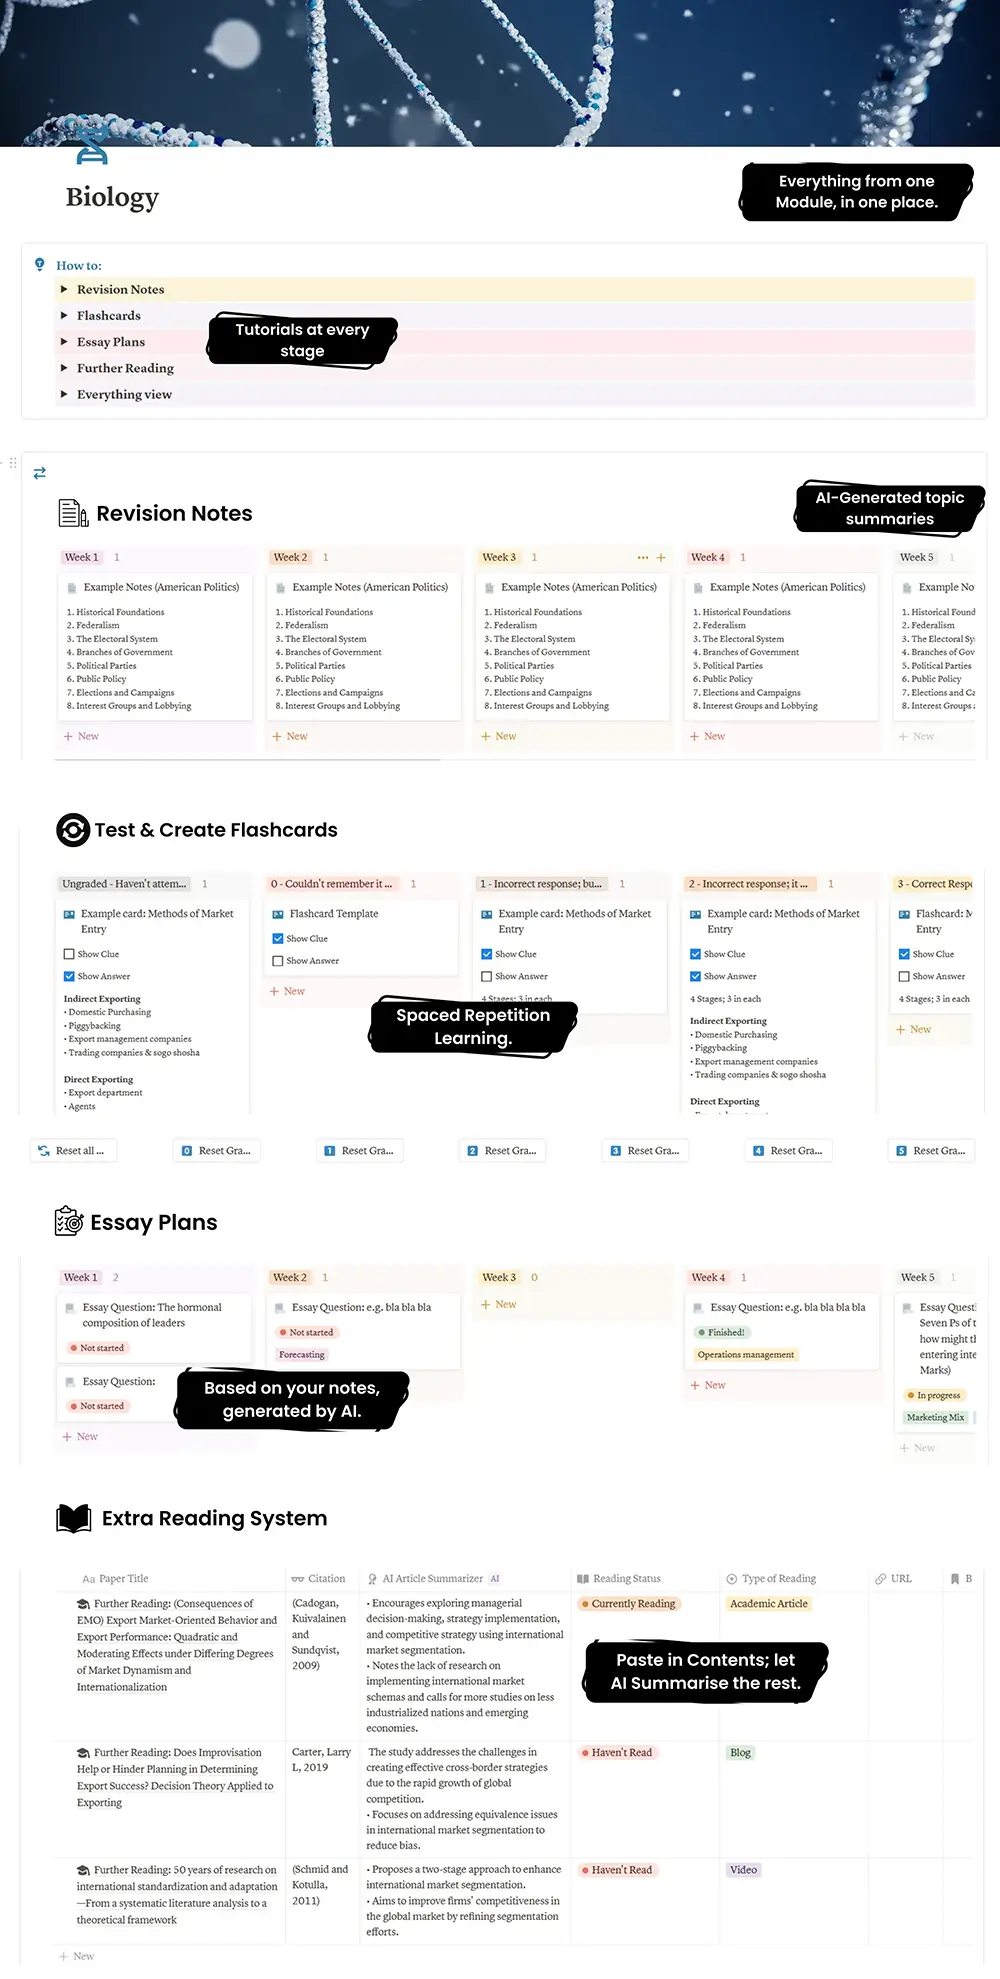 Biology
Everything from one
Module, in one place.
How to:
Revision Notes
Flashcards
Essay Plans
Further Reading
Everything view
Tutorials at every
stage
Revision Notes
AI-Generated topic
summaries
Week 1 1
Example Notes (American Politics)
1. Historical Foundations
2. Federalism
3. The Electoral System
4. Branches of Government
5. Political Parties
6. Public Policy
7. Elections and Campaigns
8. Interest Groups and Lobbying
+ New
Week 2 1
Example Notes (American Politics)
1. Historical Foundations
2. Federalism
3. The Electoral System
4. Branches of Government
5. Political Parties
6. Public Policy
7. Elections and Campaigns
8. Interest Groups and Lobbying
+ New
Week 3 1 ... +
Example Notes (American Politics)
1. Historical Foundations
2. Federalism
3. The Electoral System
4. Branches of Government
5. Political Parties
6. Public Policy
7. Elections and Campaigns
8. Interest Groups and Lobbying
+ New
Week 4 1
Example Notes (American Politics)
1. Historical Foundations
2. Federalism
3. The Electoral System
4. Branches of Government
5. Political Parties
6. Public Policy
7. Elections and Campaigns
8. Interest Groups and Lobbying
+ New
Week 5 1
Example No
1. Historical Found
2. Federalism
3. The Electoral Sy
4. Branches of Gov
5. Political Parties
6. Public Policy
7. Elections and Ca
8. Interest Groups
+ New
Test & Create Flashcards
Ungraded - Haven't attem... 1
Example card: Methods of Market
Entry
Show Clue
Show Answer
Indirect Exporting
• Domestic Purchasing
• Piggybacking
• Export management companies
• Trading companies & sogo shosha
Direct Exporting
• Export department
• Agents
0 - Couldn't remember it ... 1
Flashcard Template
Show Clue
Show Answer
+ New
1 - Incorrect response; bu... 1
Example card: Methods of Market
Entry
Show Clue
Show Answer
4 Stages; 3 in each
Spaced Repetition
Learning.
2 - Incorrect response; it ... 1
Example card: Methods of Market
Entry
Show Clue
Show Answer
4 Stages; 3 in each
Indirect Exporting
• Domestic Purchasing
• Piggybacking
• Export management companies
• Trading companies & sogo shosha
Direct Exporting
3 - Correct Respo
Flashcard: M
Entry
Show Clue
Show Answer
4 Stages; 3 in each
+ New
Reset all ...
0 Reset Gra...
1 Reset Gra...
2 Reset Gra...
3 Reset Gra...
4 Reset Gra...
5 Reset Gra...
Essay Plans
Week 1 2
Essay Question: The hormonal
composition of leaders
Not started
Essay Question:
Not started
+ New
Based on your notes,
generated by AI.
Week 2 1
Essay Question: e.g. bla bla bla
Not started
Forecasting
Week 3 0
+ New
Week 4 1
Essay Question: e.g. bla bla bla bla
Finished!
Operations management
+ New
Week 5 1
Essay Questi
Seven Ps of t
how might th
entering inte
Marks)
In progress
Marketing Mix
+ New
Extra Reading System
Aa Paper Title
Citation
AI Article Summarizer AI
Reading Status
Type of Reading
URL
B
Further Reading: (Consequences of
EMO) Export Market-Oriented Behavior and
Export Performance: Quadratic and
Moderating Effects under Differing Degrees
of Market Dynamism and
Internationalization
(Cadogan,
Kuivalainen
and
Sundqvist,
2009)
• Encourages exploring managerial
decision-making, strategy implementation,
and competitive strategy using international
market segmentation.
• Notes the lack of research on
implementing international market
schemas and calls for more studies on less
industrialized nations and emerging
economies.
Currently Reading
Academic Article
Paste in Contents; let
AI Summarise the rest.
Further Reading: Does Improvisation
Help or Hinder Planning in Determining
Export Success? Decision Theory Applied to
Exporting
Carter, Larry
L, 2019
The study addresses the challenges in
creating effective cross-border strategies
due to the rapid growth of global
competition.
• Focuses on addressing equivalence issues
in international market segmentation to
reduce bias.
Haven't Read
Blog
Further Reading: 50 years of research on
international standardization and adaptation
—From a systematic literature analysis to a
theoretical framework
(Schmid and
Kotulla,
2011)
• Proposes a two-stage approach to enhance
international market segmentation.
• Aims to improve firms' competitiveness in
the global market by refining segmentation
efforts.
Haven't Read
Video
+ New